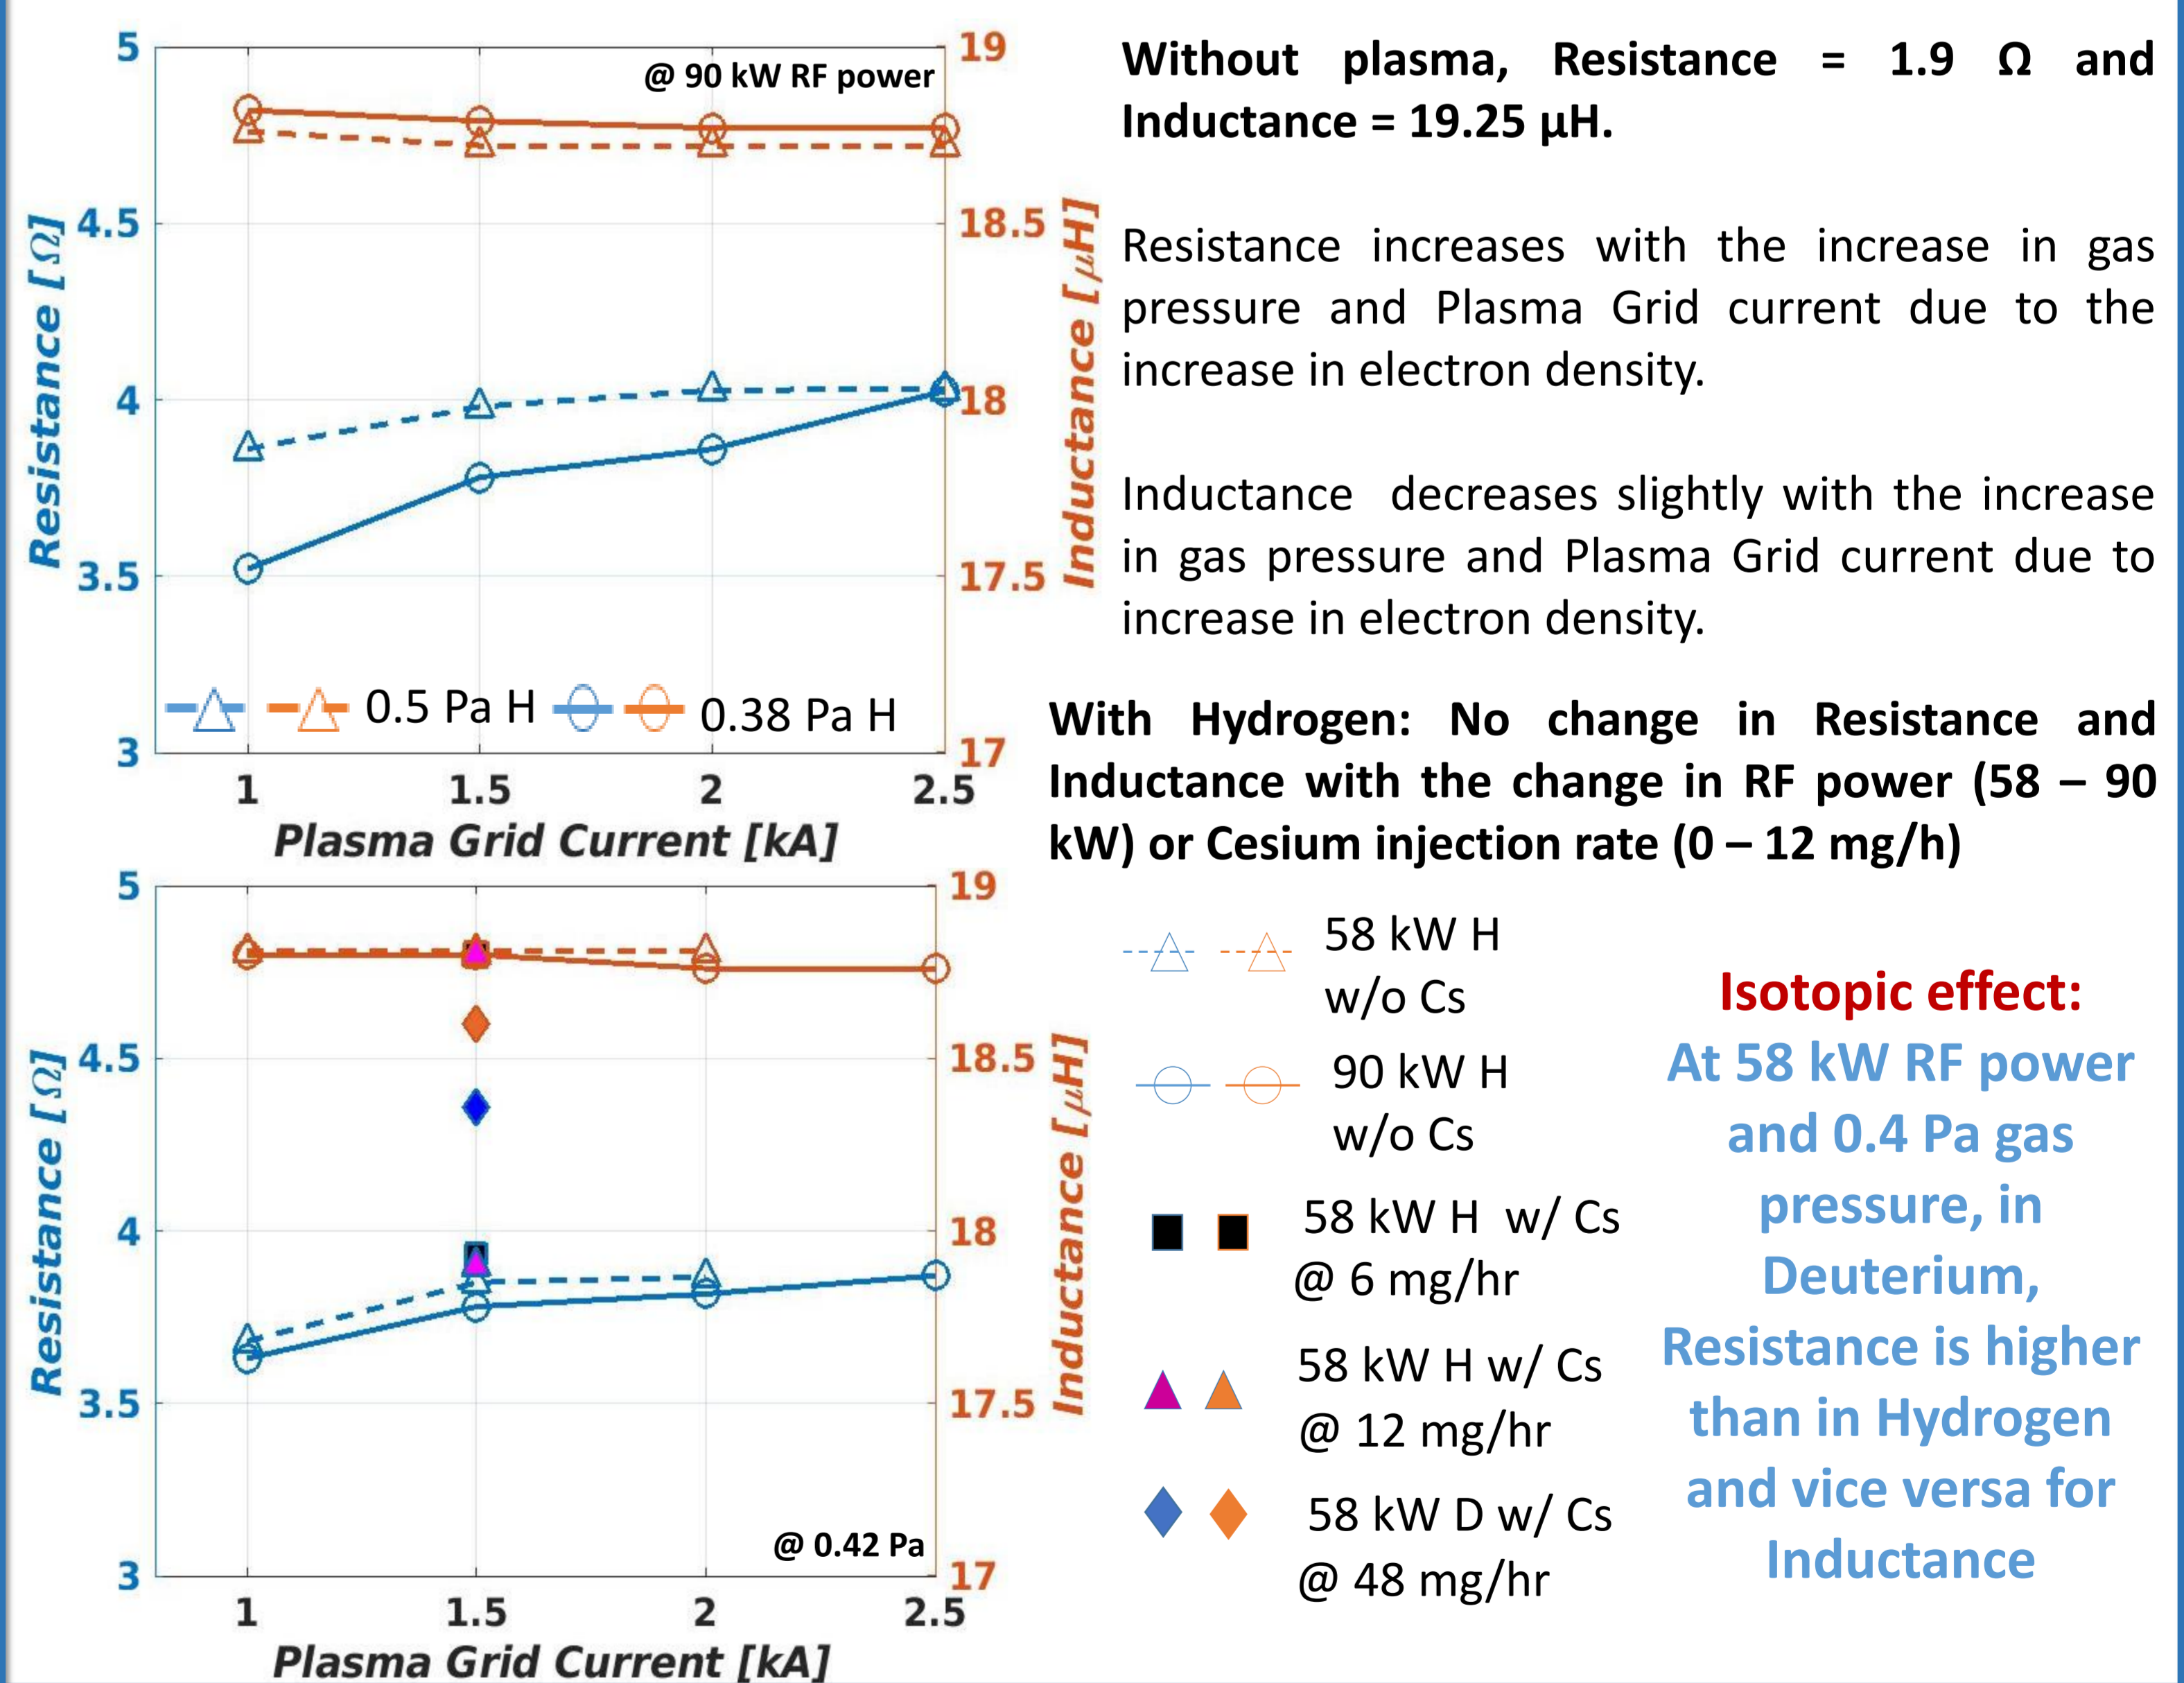 5
4.5
4
3.5
3
Resistance [Ω]
@ 90 kW RF power
19
18.5
18
17.5
17
Inductance [μH]
0.5 Pa H
0.38 Pa H
1
1.5
2
2.5
Plasma Grid Current [kA]
Without plasma, Resistance = 1.9 Ω and
Inductance = 19.25 μH.
Resistance increases with the increase in gas
pressure and Plasma Grid current due to the
increase in electron density.
Inductance decreases slightly with the increase
in gas pressure and Plasma Grid current due to
increase in electron density.
With Hydrogen: No change in Resistance and
Inductance with the change in RF power (58 – 90
kW) or Cesium injection rate (0 – 12 mg/h)
5
4.5
4
3.5
3
Resistance [Ω]
19
18.5
18
17.5
17
Inductance [μH]
@ 0.42 Pa
1
1.5
2
2.5
Plasma Grid Current [kA]
58 kW H
w/o Cs
90 kW H
w/o Cs
58 kW H w/ Cs
@ 6 mg/hr
58 kW H w/ Cs
@ 12 mg/hr
58 kW D w/ Cs
@ 48 mg/hr
Isotopic effect:
At 58 kW RF power
and 0.4 Pa gas
pressure, in
Deuterium,
Resistance is higher
than in Hydrogen
and vice versa for
Inductance